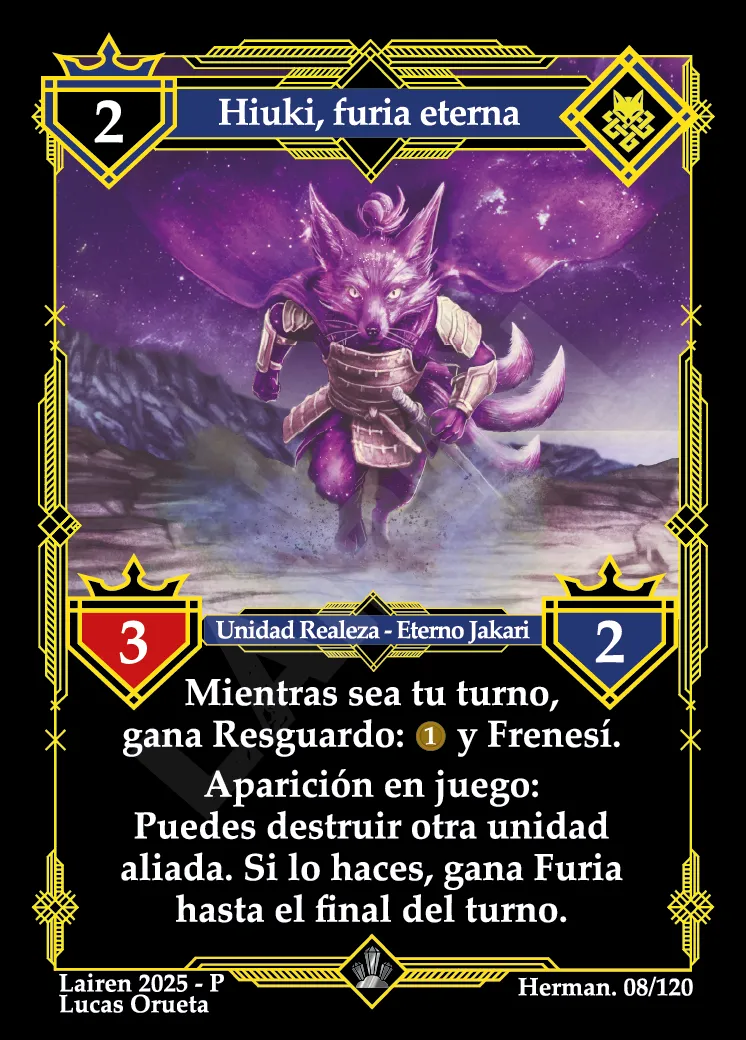 2
Hiuki, furia eterna
3
Unidad Realeza - Eterno Jakari
2
Mientras sea tu turno,
gana Resguardo: 1 y Frenesí.
Aparición en juego:
Puedes destruir otra unidad
aliada. Si lo haces, gana Furia
hasta el final del turno.
Lairen 2025 - P
Lucas Orueta
Herman. 08/120